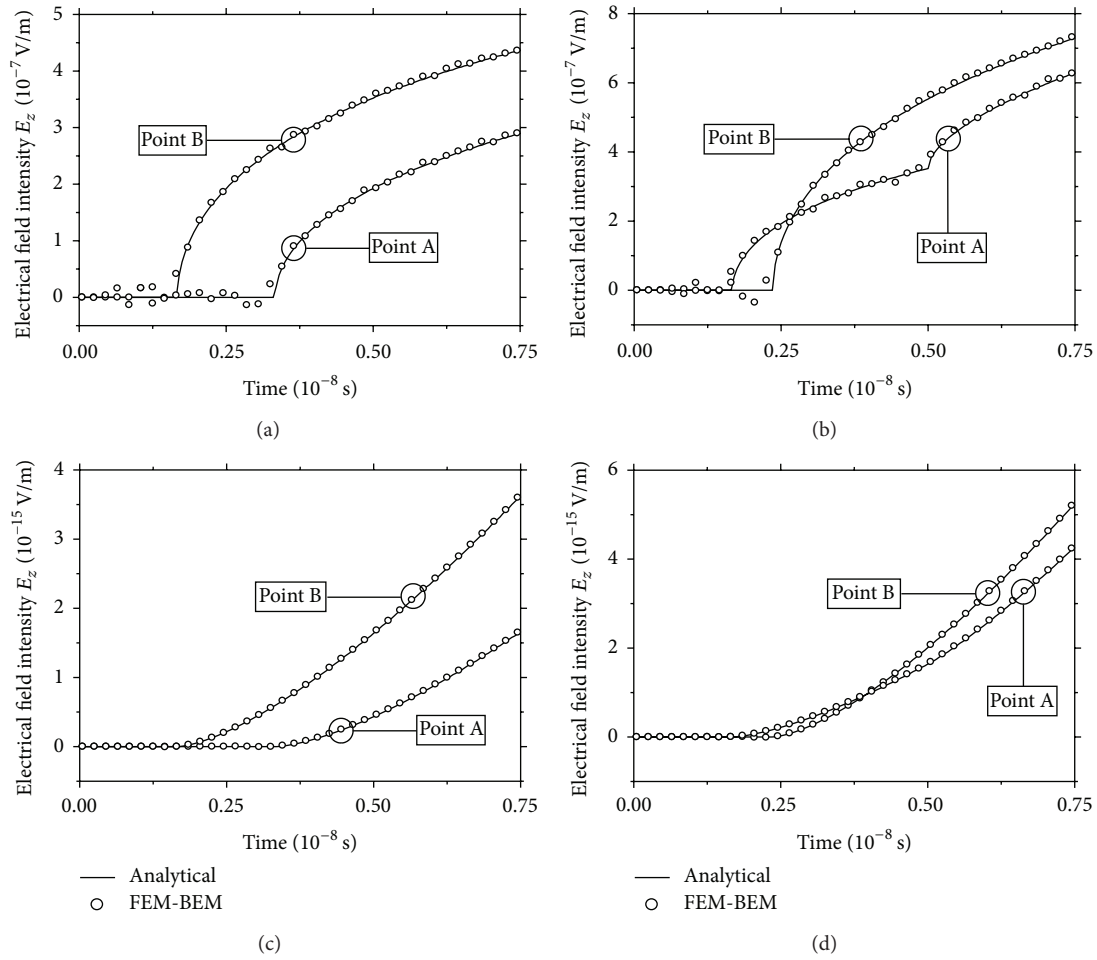 Electrical field intensity E_z (10⁻⁷ V/m)
5
4
3
2
1
0
Point B
Point A
0.00 0.25 0.50 0.75
Time (10⁻⁸ s)
(a)
Electrical field intensity E_z (10⁻⁷ V/m)
8
6
4
2
0
Point B
Point A
0.00 0.25 0.50 0.75
Time (10⁻⁸ s)
(b)
Electrical field intensity E_z (10⁻¹⁵ V/m)
4
3
2
1
0
Point B
Point A
0.00 0.25 0.50 0.75
Time (10⁻⁸ s)
Analytical
FEM-BEM
(c)
Electrical field intensity E_z (10⁻¹⁵ V/m)
6
4
2
0
Point B
Point A
0.00 0.25 0.50 0.75
Time (10⁻⁸ s)
Analytical
FEM-BEM
(d)